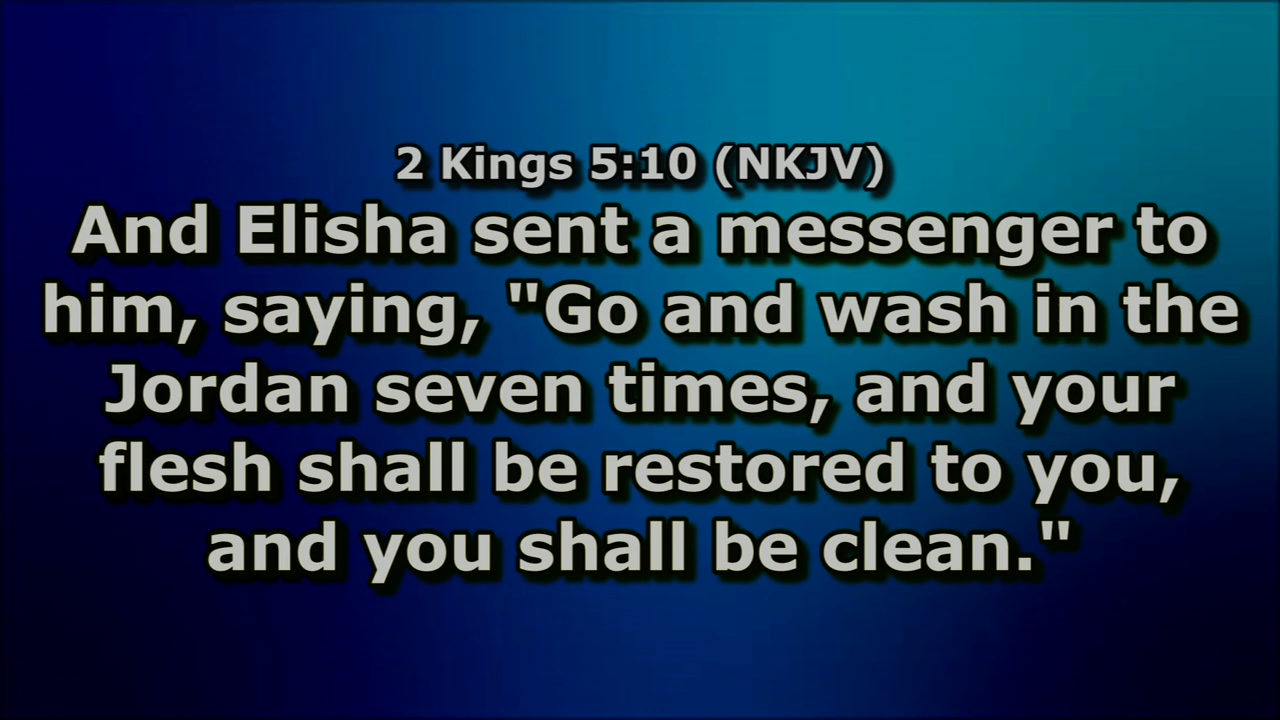 2 Kings 5:10 (NKJV)
And Elisha sent a messenger to
him, saying, "Go and wash in the
Jordan seven times, and your
flesh shall be restored to you,
and you shall be clean."